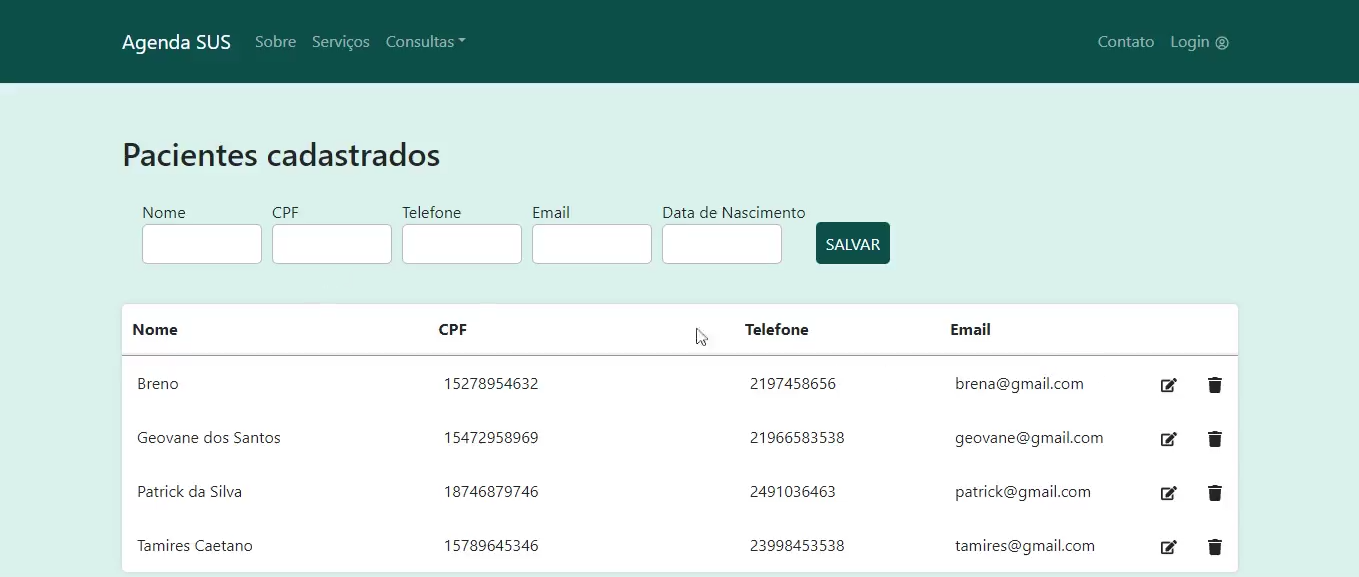 Agenda SUS Sobre Serviços Consultas Contato Login
Pacientes cadastrados
Nome CPF Telefone Email Data de Nascimento
SALVAR
Nome CPF Telefone Email
Breno 15278954632 2197458656 brena@gmail.com
Geovane dos Santos 15472958969 21966583538 geovane@gmail.com
Patrick da Silva 18746879746 2491036463 patrick@gmail.com
Tamires Caetano 15789645346 23998453538 tamires@gmail.com